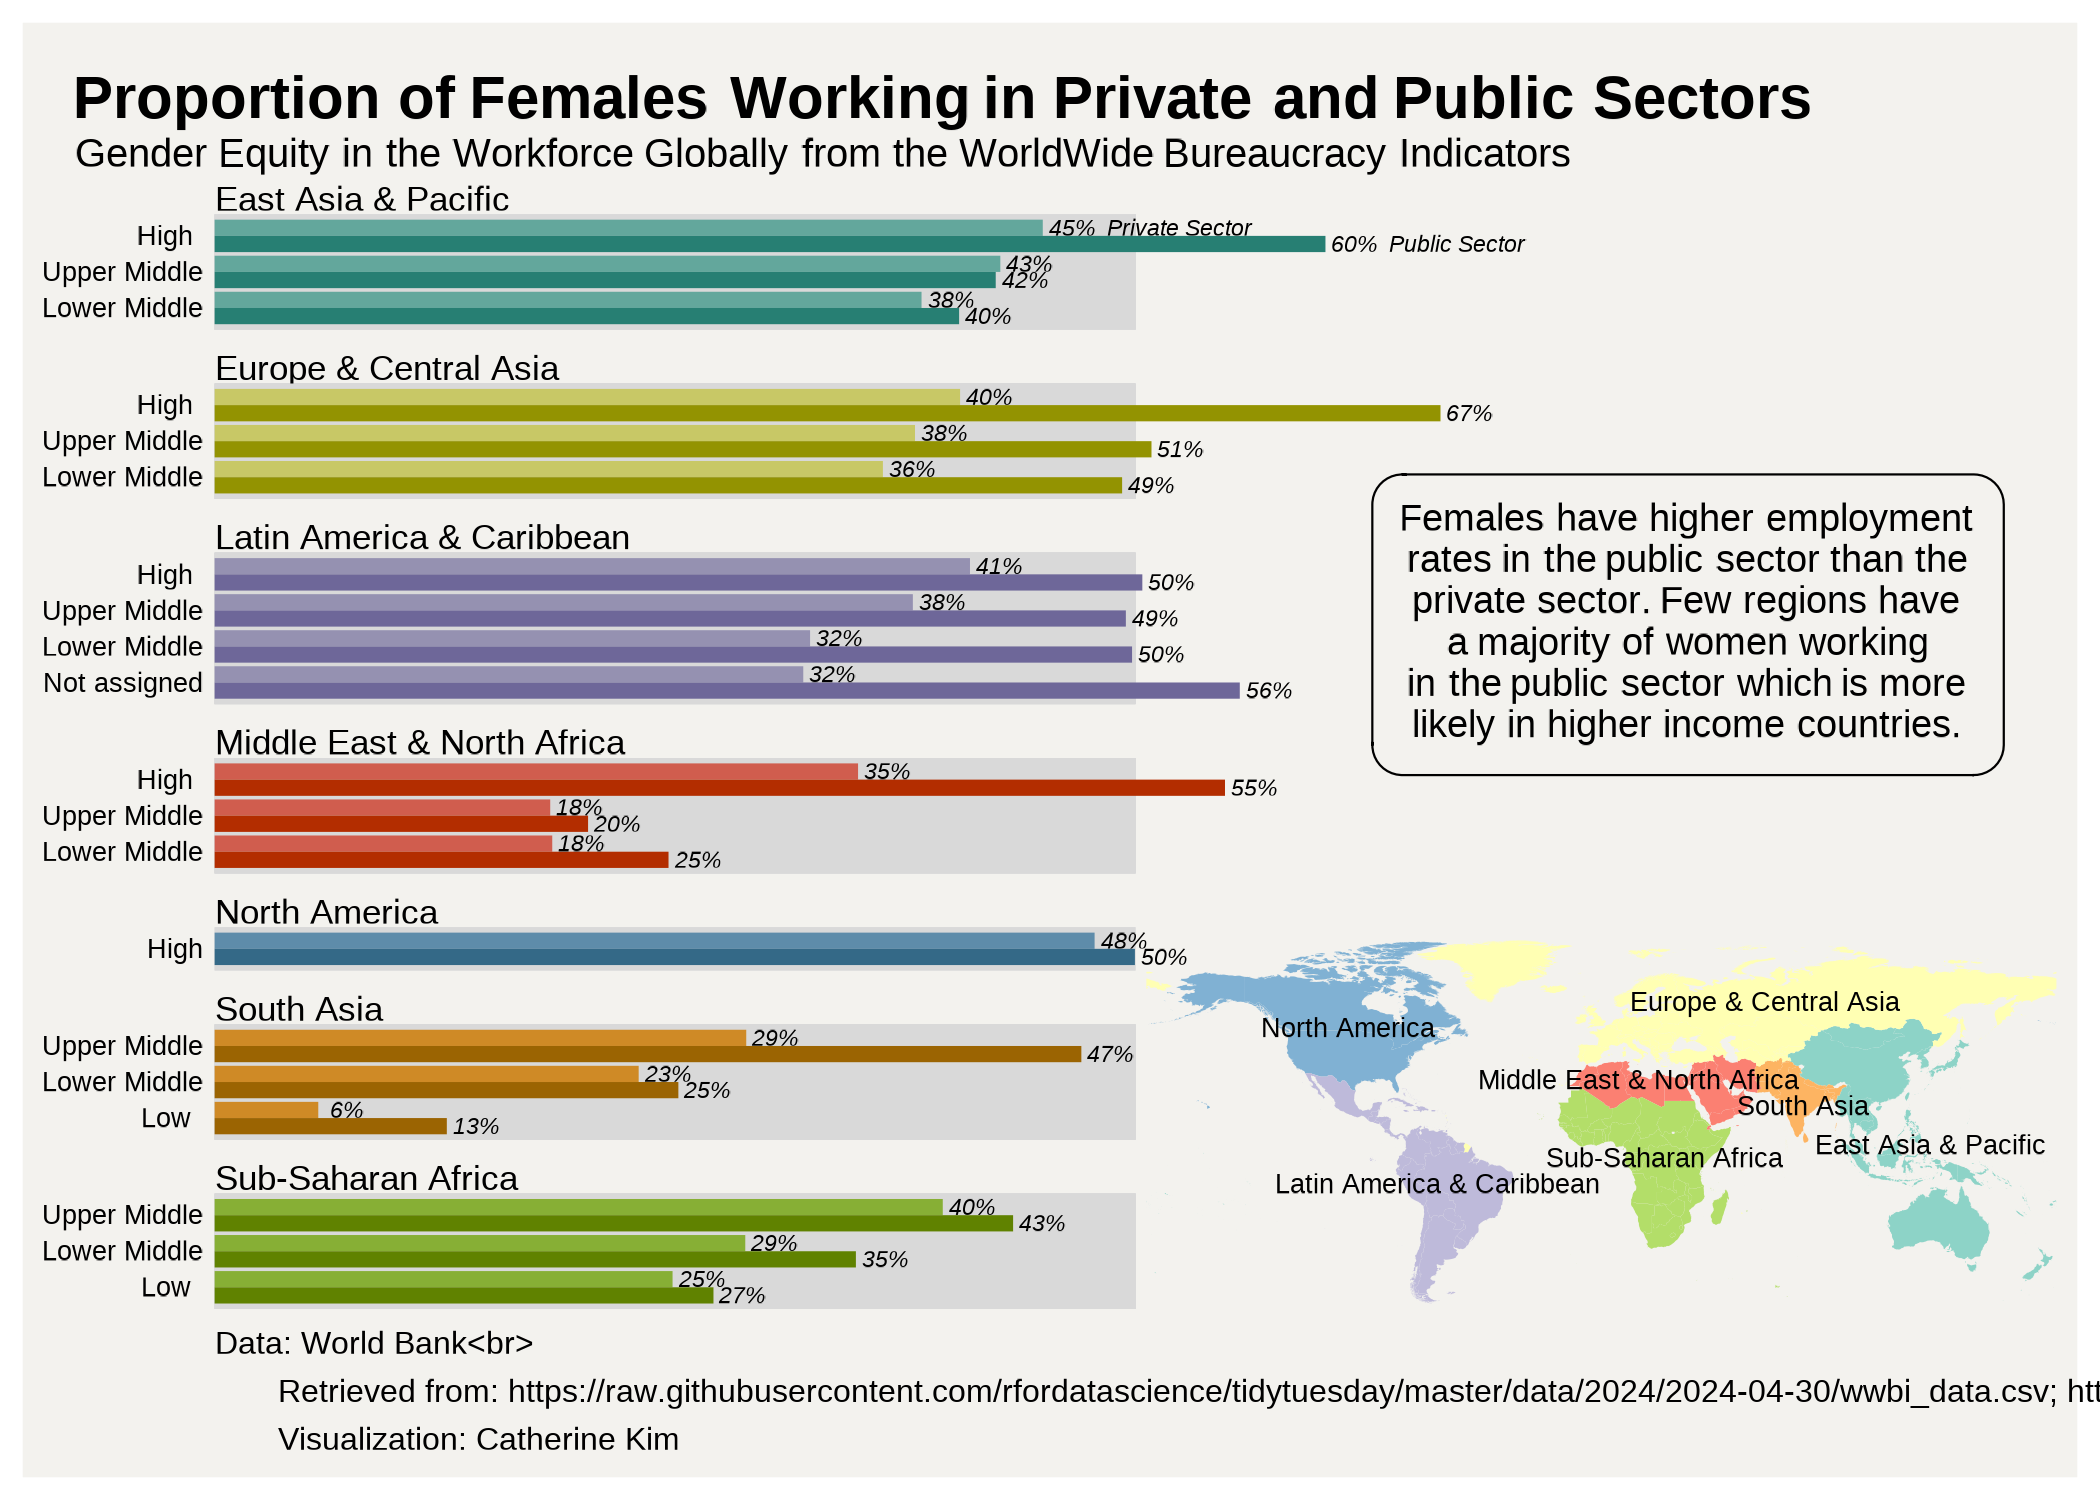 Proportion of Females Working in Private and Public Sectors
Gender Equity in the Workforce Globally from the WorldWide Bureaucracy Indicators
East Asia & Pacific
High
45% Private Sector
60% Public Sector
Upper Middle
43%
42%
Lower Middle
38%
40%
Europe & Central Asia
High
40%
67%
Upper Middle
38%
51%
Lower Middle
36%
49%
Latin America & Caribbean
High
41%
50%
Upper Middle
38%
49%
Lower Middle
32%
50%
Not assigned
32%
56%
Females have higher employment
rates in the public sector than the
private sector. Few regions have
a majority of women working
in the public sector which is more
likely in higher income countries.
Middle East & North Africa
High
35%
55%
Upper Middle
18%
20%
Lower Middle
18%
25%
North America
High
48%
50%
South Asia
Upper Middle
29%
47%
Lower Middle
23%
25%
Low
6%
13%
Sub-Saharan Africa
Upper Middle
40%
43%
Lower Middle
29%
35%
Low
25%
27%
Europe & Central Asia
North America
Middle East & North Africa
South Asia
East Asia & Pacific
Sub-Saharan Africa
Latin America & Caribbean
Data: World Bank<br>
Retrieved from: https://raw.githubusercontent.com/rfordatascience/tidytuesday/master/data/2024/2024-04-30/wwbi_data.csv;
Visualization: Catherine Kim